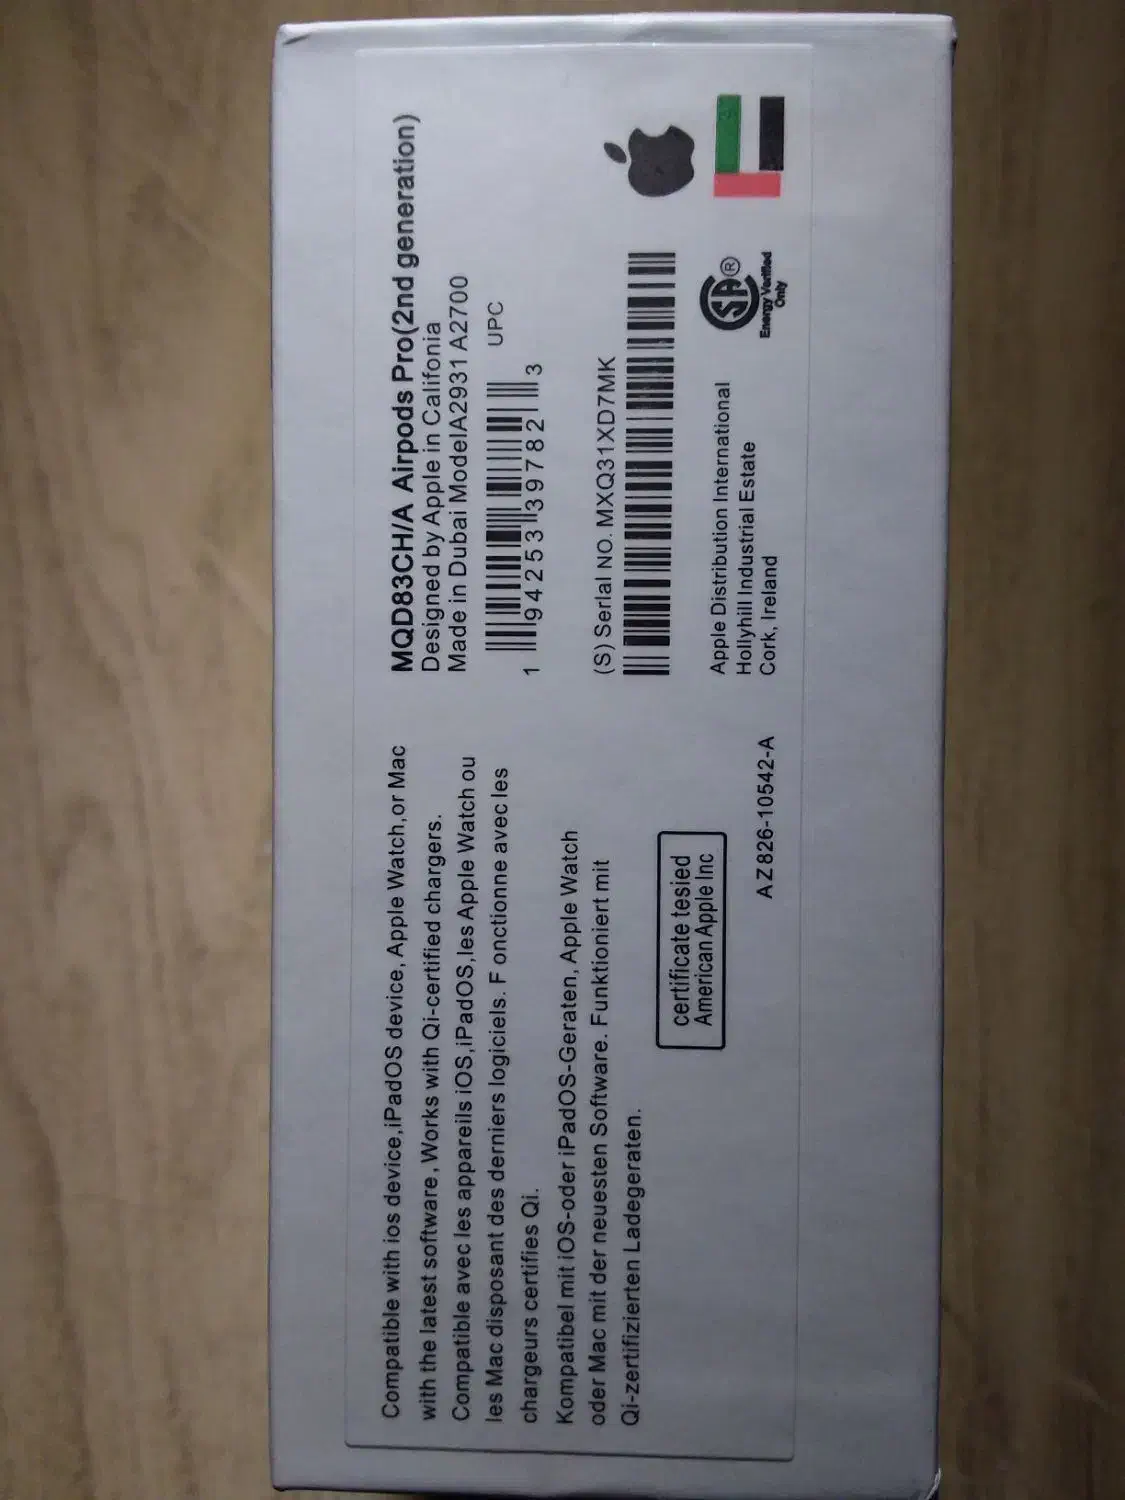 MQD83CH/A Airpods Pro(2nd generation)
Designed by Apple in Califonia
Made in Dubai ModelA2931 A2700
UPC
1 94253 39782 3
(S) Serlal NO. MXQ31XD7MK
Apple Distribution International
Hollyhill Industrial Estate
Cork, Ireland
SA®
Energy Verified
Only
Compatible with ios device,iPadOS device, Apple Watch,or Mac
with the latest software ,Works with Qi-certified chargers.
Compatible avec les appareils iOS,iPadOS,les Apple Watch ou
les Mac disposant des derniers logiciels. F onctionne avec les
chargeurs certifies Qi.
Kompatibel mit iOS-oder iPadOS-Geraten, Apple Watch
oder Mac mit der neuesten Software. Funktioniert mit
Qi-zertifizierten Ladegeraten.
certificate tesied
American Apple Inc
AZ826-10542-A